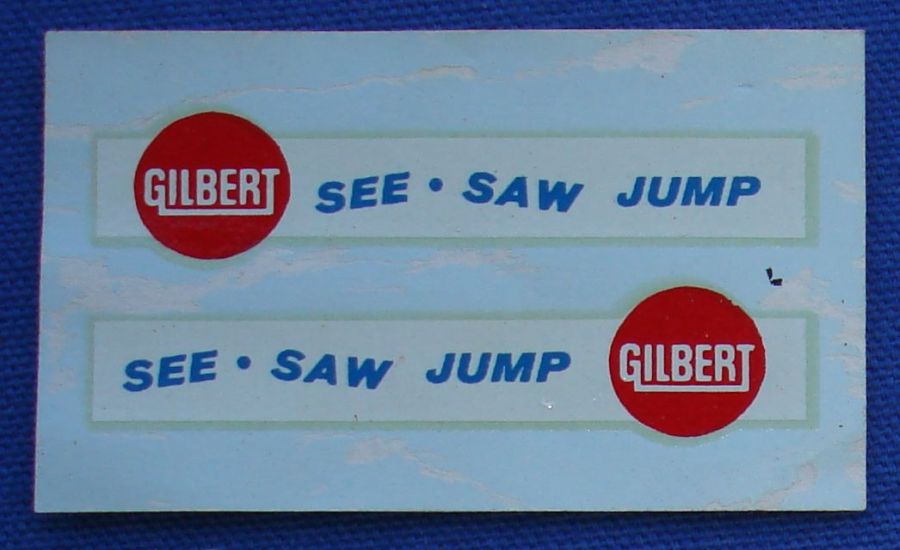 GILBERT SEE • SAW JUMP
SEE • SAW JUMP GILBERT